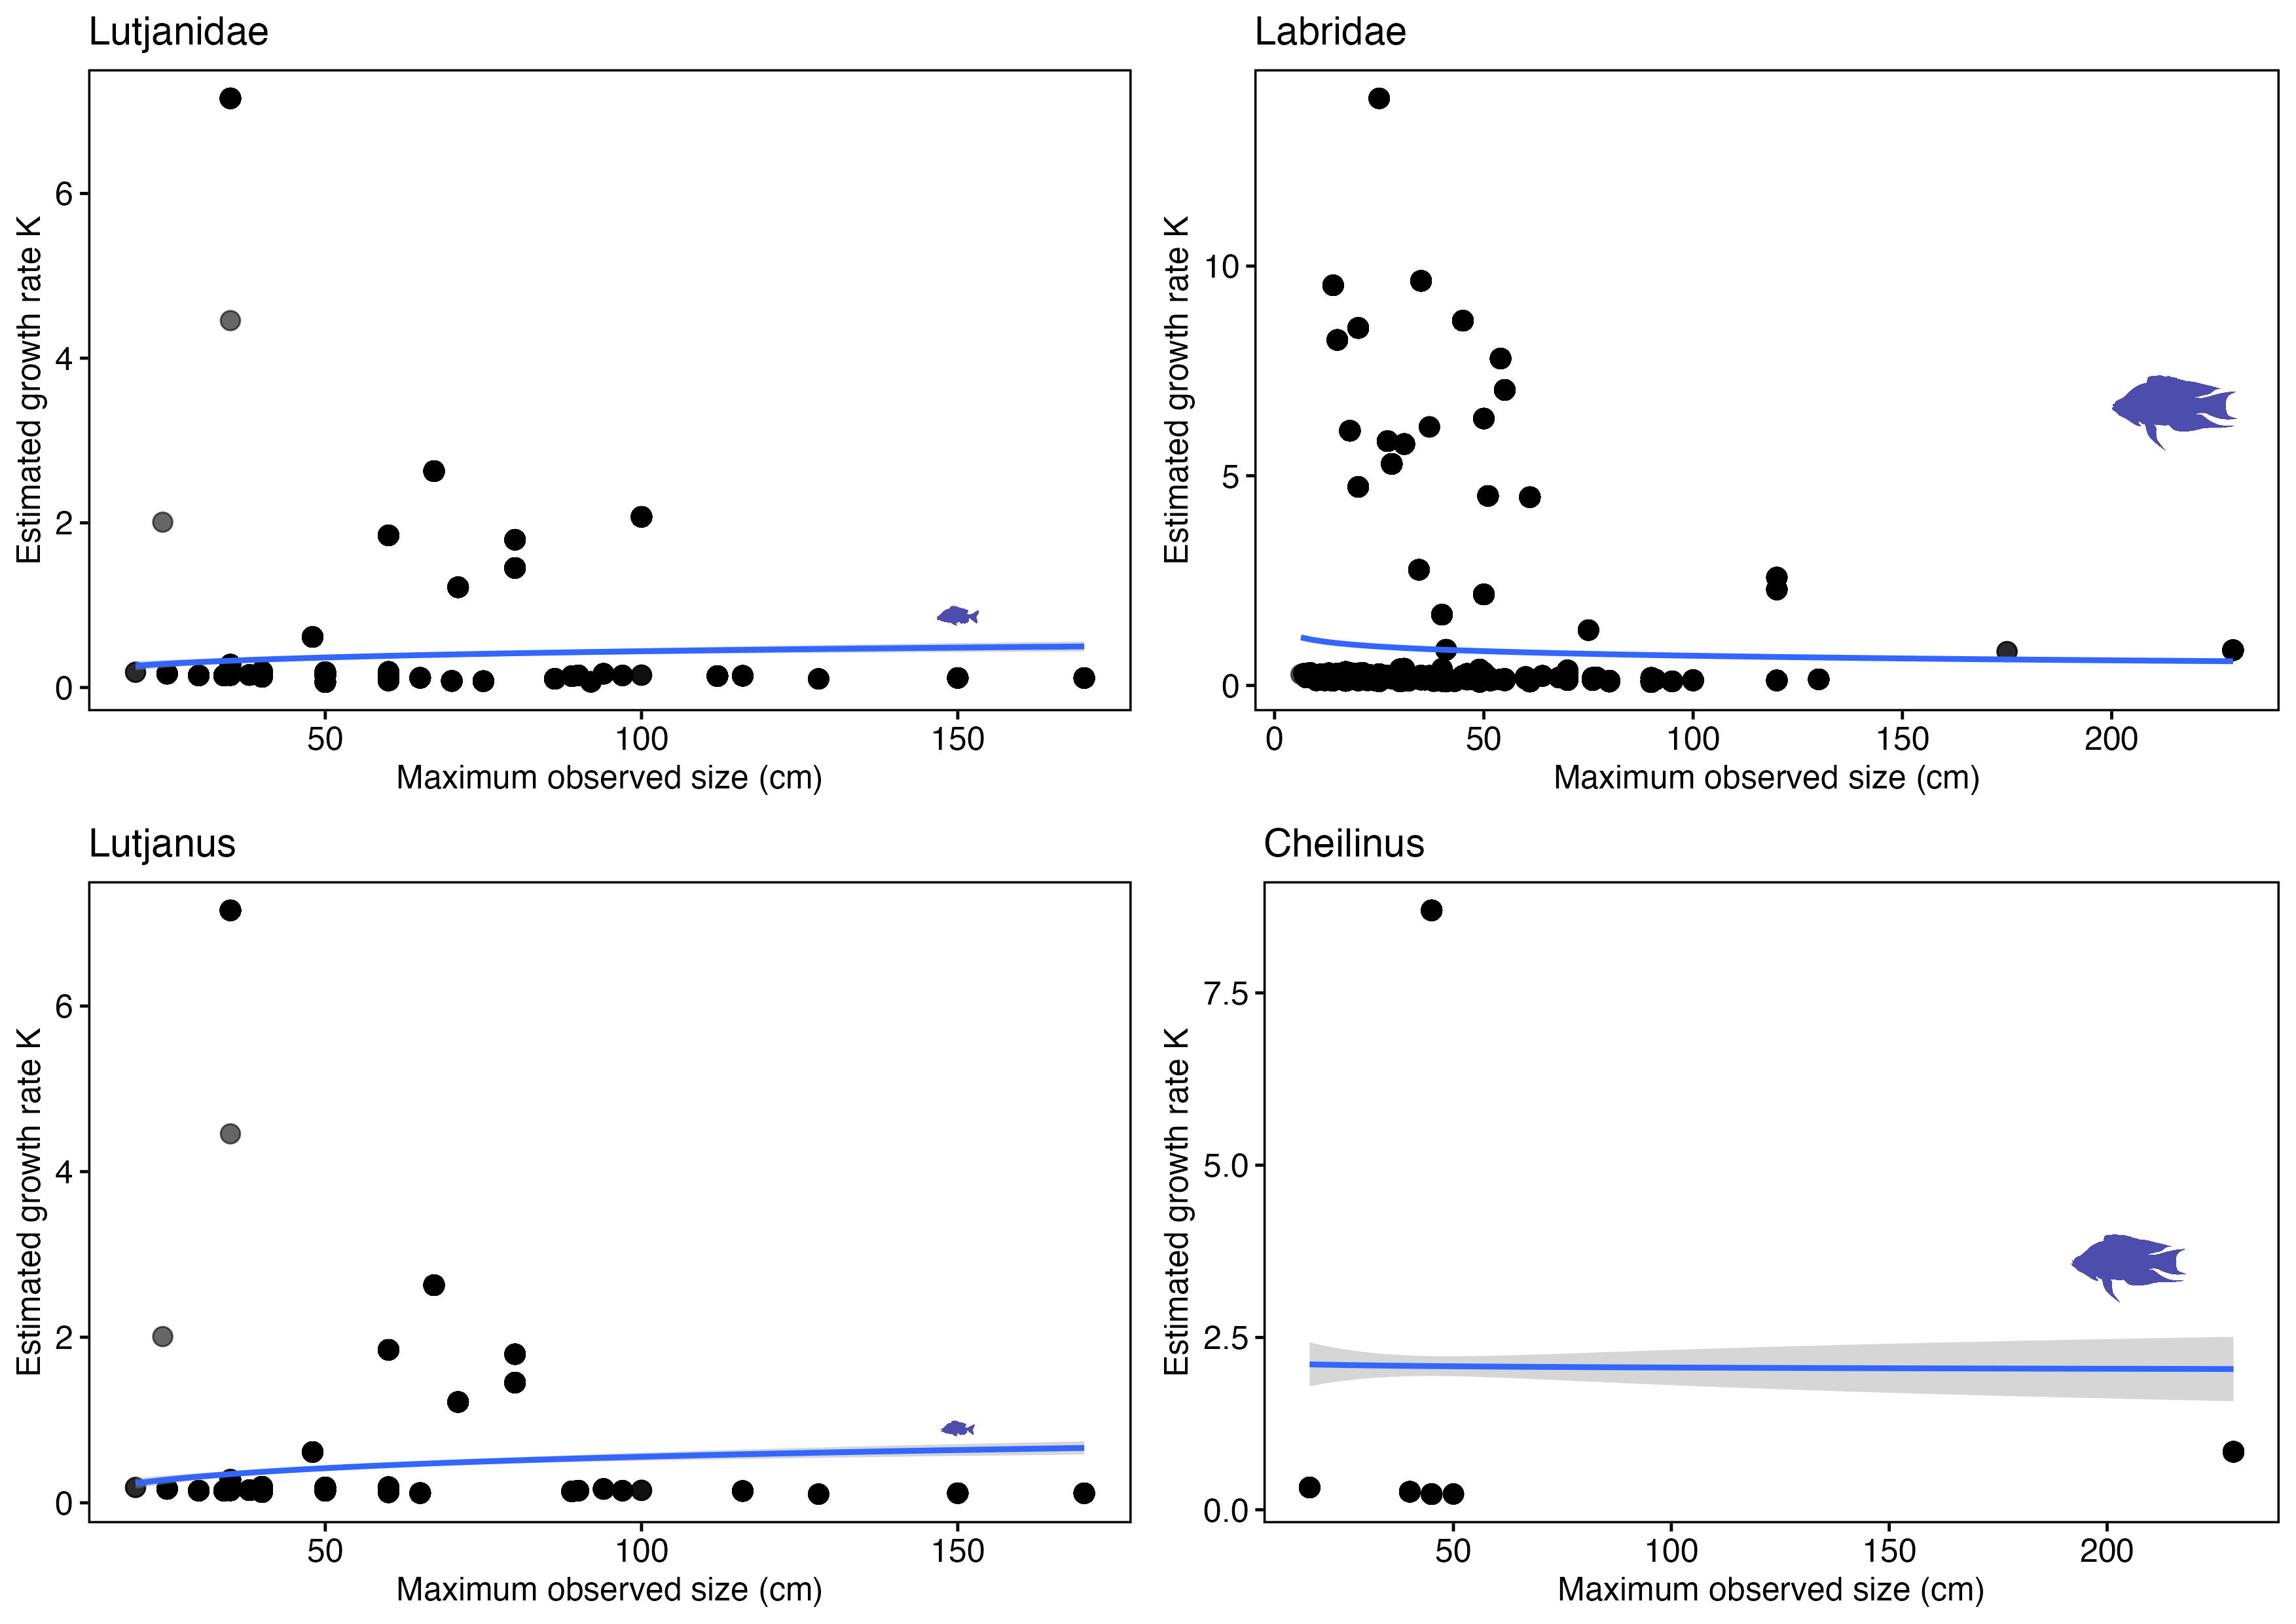 Lutjanidae
Estimated growth rate K
6
4
2
0
50 100 150
Maximum observed size (cm)
Labridae
Estimated growth rate K
10
5
0
0 50 100 150 200
Maximum observed size (cm)
Lutjanus
Estimated growth rate K
6
4
2
0
50 100 150
Maximum observed size (cm)
Cheilinus
Estimated growth rate K
7.5
5.0
2.5
0.0
50 100 150 200
Maximum observed size (cm)